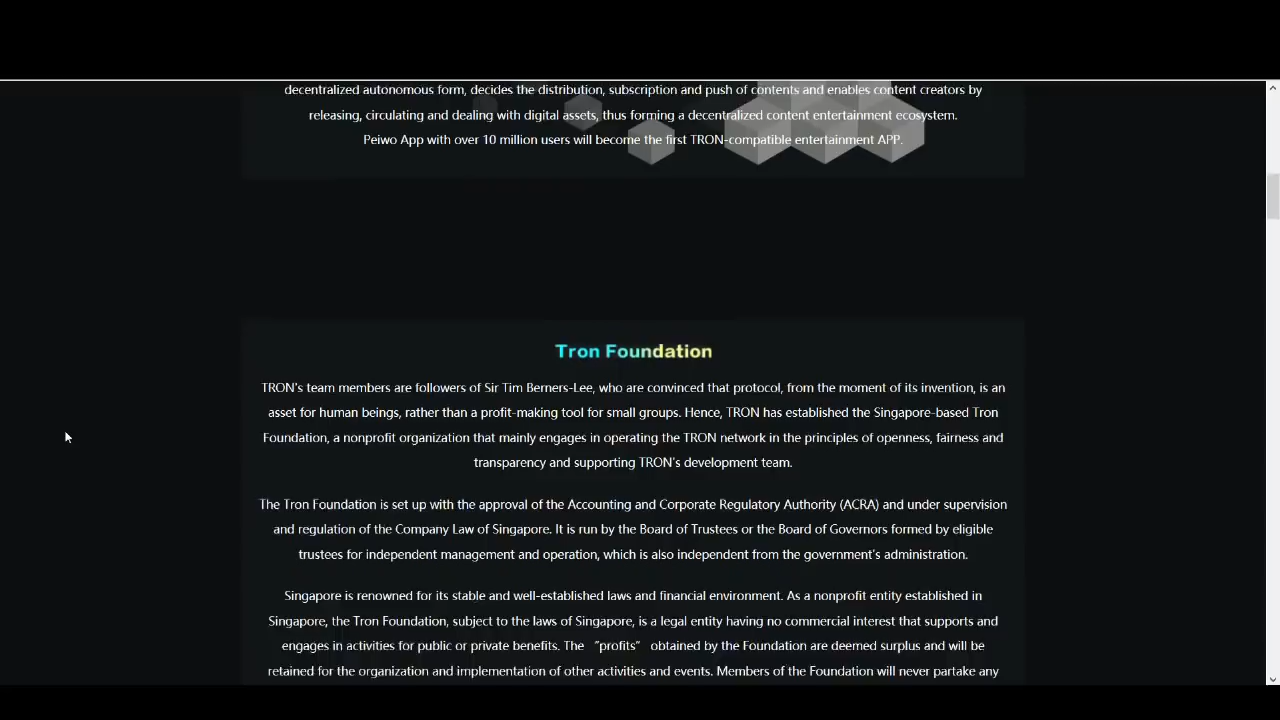 decentralized autonomous form, decides the distribution, subscription and push of contents and enables content creators by
releasing, circulating and dealing with digital assets, thus forming a decentralized content entertainment ecosystem.
Peiwo App with over 10 million users will become the first TRON-compatible entertainment APP.
Tron Foundation
TRON's team members are followers of Sir Tim Berners-Lee, who are convinced that protocol, from the moment of its invention, is an
asset for human beings, rather than a profit-making tool for small groups. Hence, TRON has established the Singapore-based Tron
Foundation, a nonprofit organization that mainly engages in operating the TRON network in the principles of openness, fairness and
transparency and supporting TRON's development team.
The Tron Foundation is set up with the approval of the Accounting and Corporate Regulatory Authority (ACRA) and under supervision
and regulation of the Company Law of Singapore. It is run by the Board of Trustees or the Board of Governors formed by eligible
trustees for independent management and operation, which is also independent from the government's administration.
Singapore is renowned for its stable and well-established laws and financial environment. As a nonprofit entity established in
Singapore, the Tron Foundation, subject to the laws of Singapore, is a legal entity having no commercial interest that supports and
engages in activities for public or private benefits. The “profits” obtained by the Foundation are deemed surplus and will be
retained for the organization and implementation of other activities and events. Members of the Foundation will never partake any